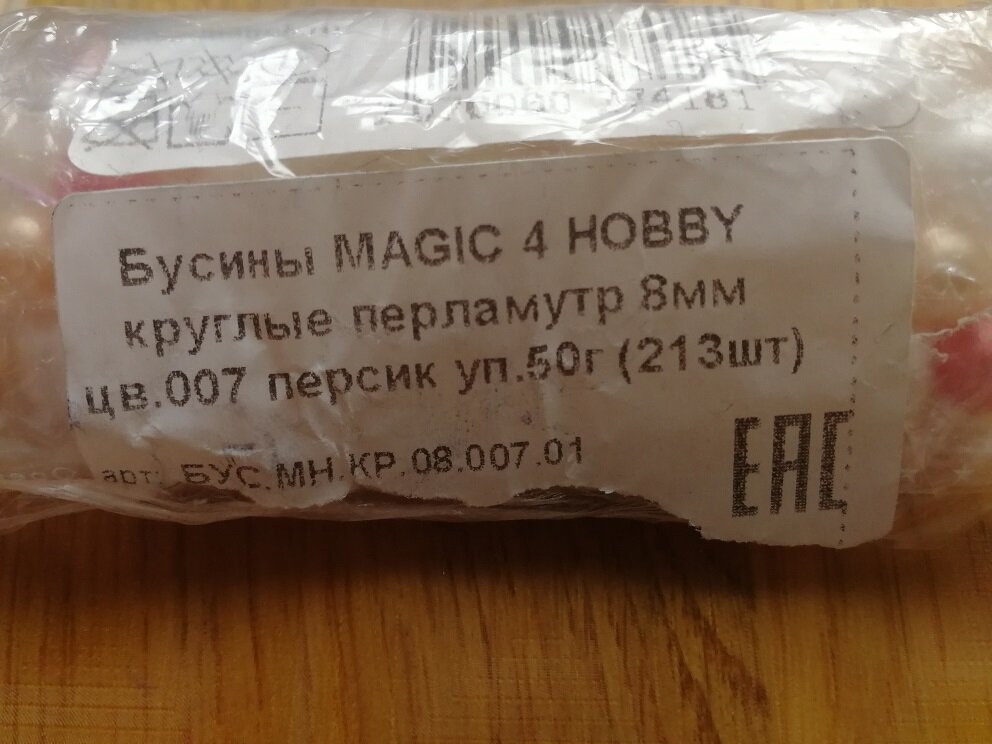 Бусины MAGIC 4 HOBBY
круглые перламутр 8мм
цв.007 персик уп.50г (213шт)
арт. БУС.МН.КР.08.007.01
ЕАС